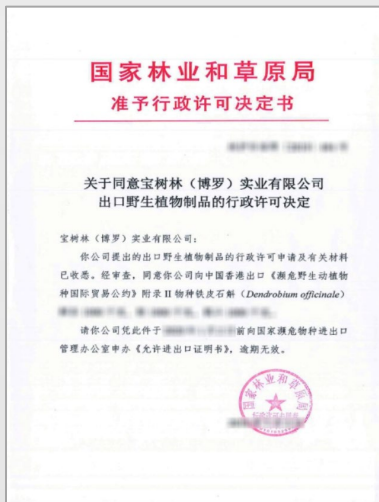 国家林业和草原局
准予行政许可决定书
关于同意宝树林（博罗）实业有限公司
出口野生植物制品的行政许可决定
宝树林（博罗）实业有限公司：
你公司提出的出口野生植物制品的行政许可申请及有关材料
已收悉。经审查，同意你公司向中国香港出口《濒危野生动植物
种国际贸易公约》附录 II 物种铁皮石斛（Dendrobium officinale）
请你公司凭此件于
前向国家濒危物种进出口
管理办公室申办《允许进出口证明书》，逾期无效。
国家林业和草原局